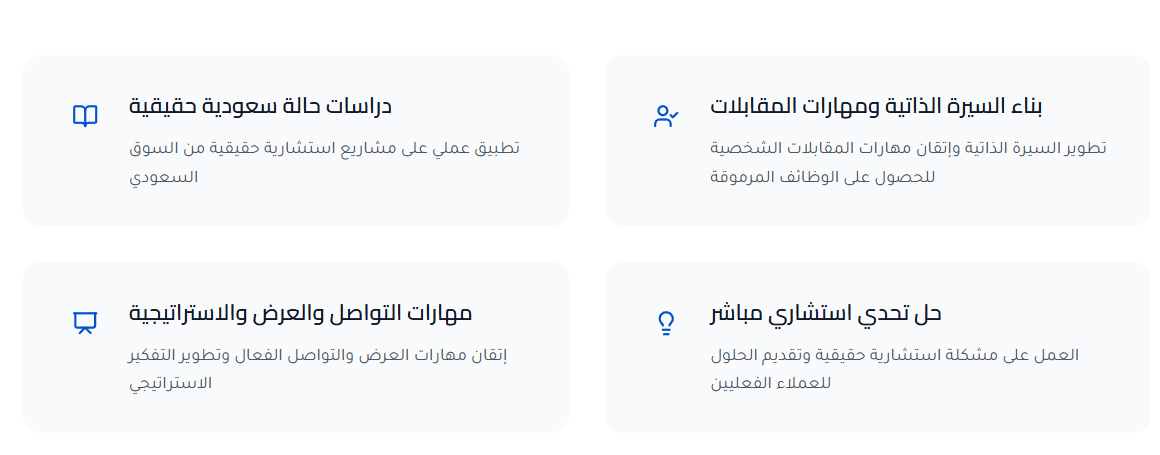 بناء السيرة الذاتية ومهارات المقابلات
تطوير السيرة الذاتية وإتقان مهارات المقابلات الشخصية
للحصول على الوظائف المرموقة
دراسات حالة سعودية حقيقية
تطبيق عملي على مشاريع استشارية حقيقية من السوق
السعودي
حل تحدي استشاري مباشر
العمل على مشكلة استشارية حقيقية وتقديم الحلول
للعملاء الفعليين
مهارات التواصل والعرض والاستراتيجية
إتقان مهارات العرض والتواصل الفعال وتطوير التفكير
الاستراتيجي